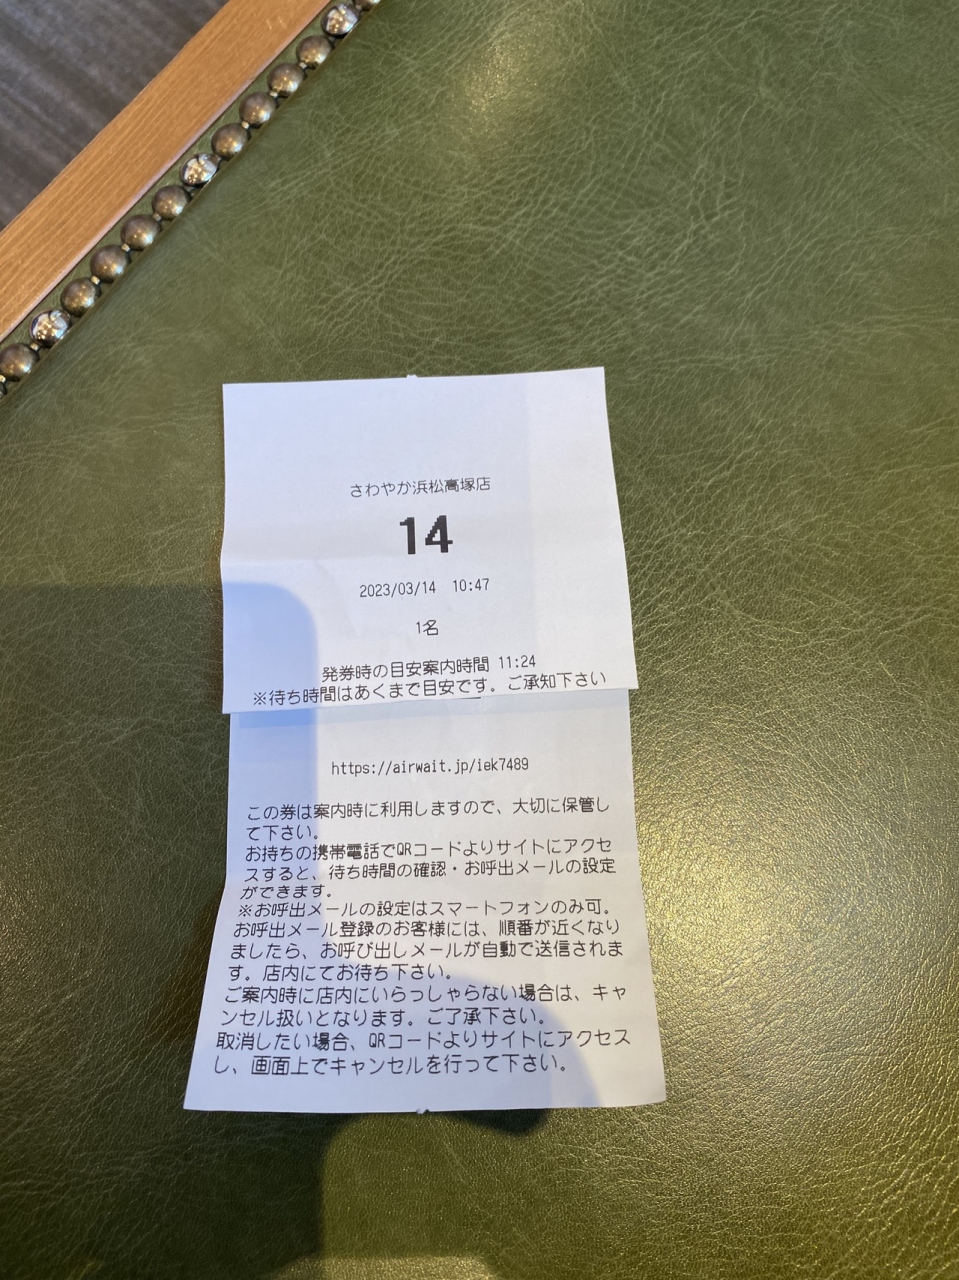 さわやか浜松高塚店
14
2023/03/14 10:47
1名
発券時の目安案内時間 11:24
※待ち時間はあくまで目安です。ご承知下さい
https://airwait.jp/iek7489
この券は案内時に利用しますので、大切に保管し
て下さい。
お持ちの携帯電話でQRコードよりサイトにアクセ
スすると、待ち時間の確認・お呼出メールの設定
ができます。
※お呼出メールの設定はスマートフォンのみ可。
お呼出メール登録のお客様には、順番が近くなり
ましたら、お呼び出しメールが自動で送信されま
す。店内にてお待ち下さい。
ご案内時に店内にいらっしゃらない場合は、キャ
ンセル扱いとなります。ご了承下さい。
取消したい場合、QRコードよりサイトにアクセス
し、画面上でキャンセルを行って下さい。